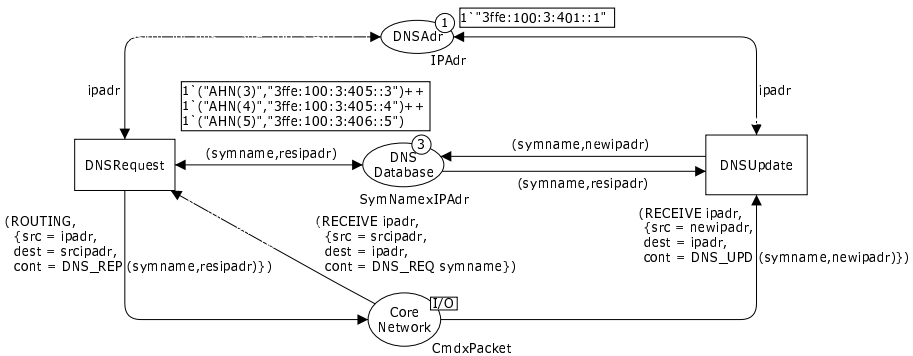 1`"3ffe:100:3:401::1"
1
DNSAdr
IPAdr
ipadr
ipadr
1`("AHN(3)","3ffe:100:3:405::3")++
1`("AHN(4)","3ffe:100:3:405::4")++
1`("AHN(5)","3ffe:100:3:406::5")
3
DNSRequest
(symname,resipadr)
DNS
Database
(symname,newipadr)
(symname,resipadr)
DNSUpdate
SymNamexIPAdr
(ROUTING,
{src = ipadr,
dest = srcipadr,
cont = DNS_REP (symname,resipadr)})
(RECEIVE ipadr,
{src = srcipadr,
dest = ipadr,
cont = DNS_REQ symname})
(RECEIVE ipadr,
{src = newipadr,
dest = ipadr,
cont = DNS_UPD (symname,newipadr)})
I/O
Core
Network
CmdxPacket